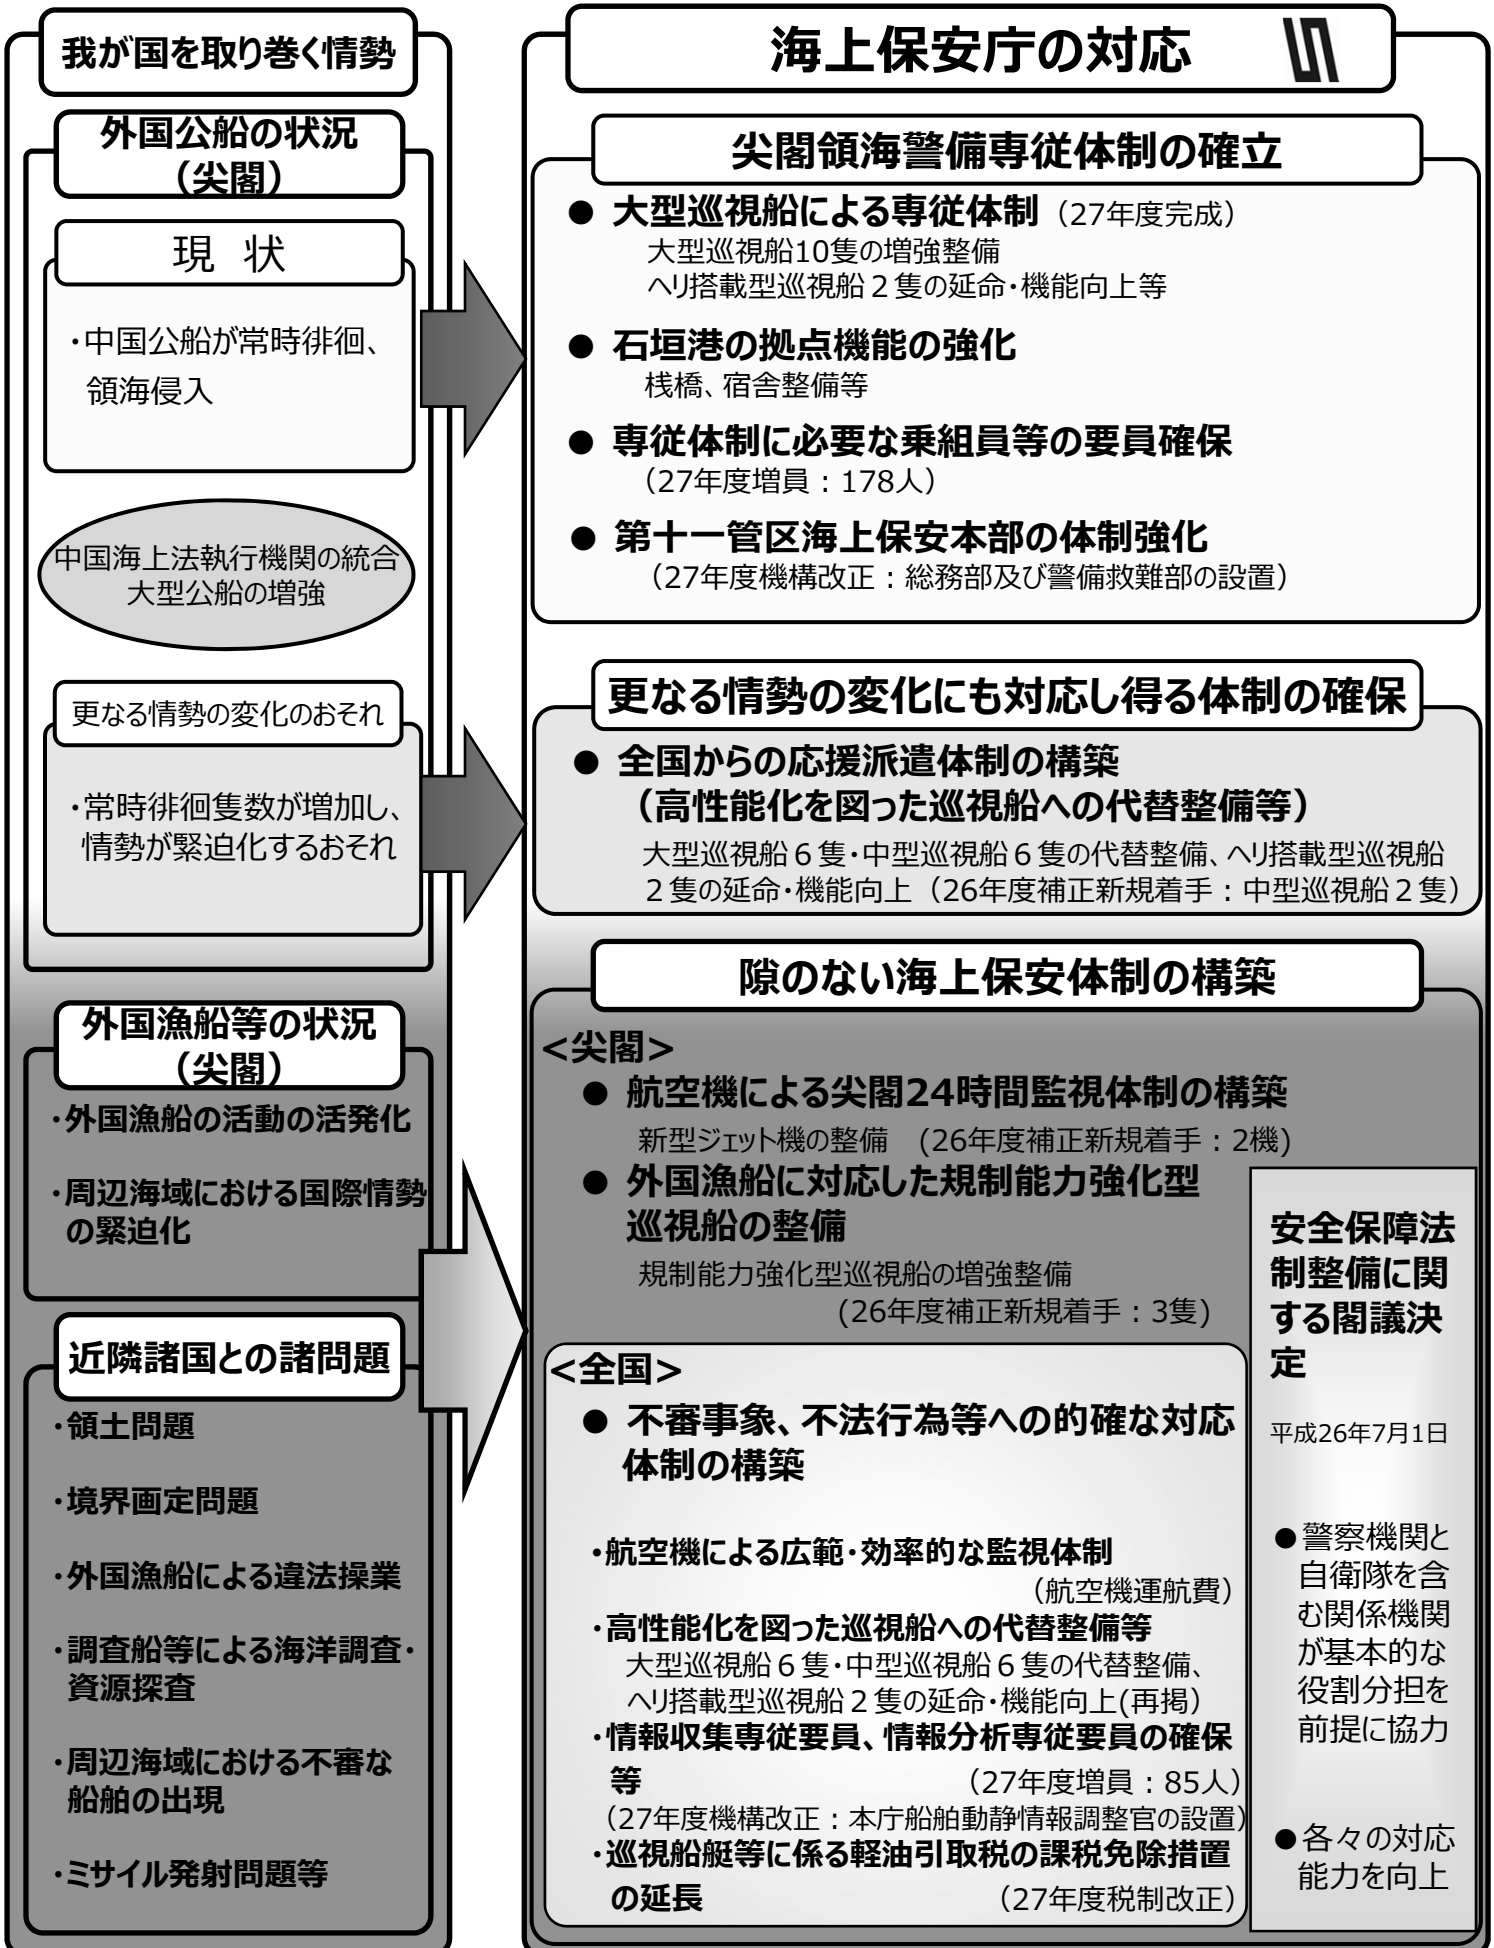 我が国を取り巻く情勢
外国公船の状況
（尖閣）
現 状
・中国公船が常時徘徊、
領海侵入
中国海上法執行機関の統合
大型公船の増強
更なる情勢の変化のおそれ
・常時徘徊隻数が増加し、
情勢が緊迫化するおそれ
外国漁船等の状況
（尖閣）
・外国漁船の活動の活発化
・周辺海域における国際情勢
の緊迫化
近隣諸国との諸問題
・領土問題
・境界画定問題
・外国漁船による違法操業
・調査船等による海洋調査・
資源探査
・周辺海域における不審な
船舶の出現
・ミサイル発射問題等
海上保安庁の対応
尖閣領海警備専従体制の確立
● 大型巡視船による専従体制（27年度完成）
大型巡視船10隻の増強整備
ヘリ搭載型巡視船２隻の延命・機能向上等
● 石垣港の拠点機能の強化
桟橋、宿舎整備等
● 専従体制に必要な乗組員等の要員確保
（27年度増員：178人）
● 第十一管区海上保安本部の体制強化
（27年度機構改正：総務部及び警備救難部の設置）
更なる情勢の変化にも対応し得る体制の確保
● 全国からの応援派遣体制の構築
（高性能化を図った巡視船への代替整備等）
大型巡視船６隻・中型巡視船６隻の代替整備、ヘリ搭載型巡視船
２隻の延命・機能向上（26年度補正新規着手：中型巡視船２隻）
隙のない海上保安体制の構築
<尖閣>
● 航空機による尖閣24時間監視体制の構築
新型ジェット機の整備　(26年度補正新規着手：2機)
● 外国漁船に対応した規制能力強化型
巡視船の整備
規制能力強化型巡視船の増強整備
(26年度補正新規着手：3隻)
<全国>
● 不審事象、不法行為等への的確な対応
体制の構築
・航空機による広範・効率的な監視体制
（航空機運航費）
・高性能化を図った巡視船への代替整備等
大型巡視船６隻・中型巡視船６隻の代替整備、
ヘリ搭載型巡視船２隻の延命・機能向上(再掲）
・情報収集専従要員、情報分析専従要員の確保
等　（27年度増員：85人）
（27年度機構改正：本庁船舶動静情報調整官の設置）
・巡視船艇等に係る軽油引取税の課税免除措置
の延長　（27年度税制改正）
安全保障法
制整備に関
する閣議決
定
平成26年7月1日
●警察機関と
自衛隊を含
む関係機関
が基本的な
役割分担を
前提に協力
●各々の対応
能力を向上